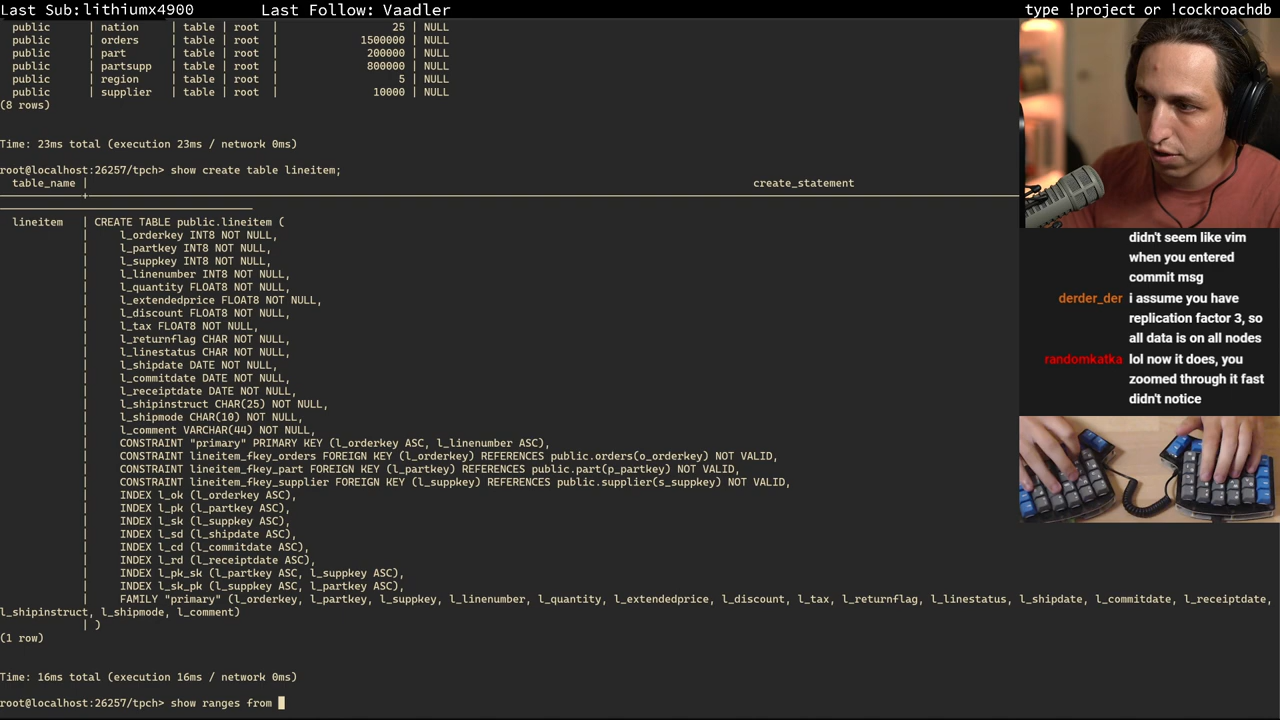 Last Sub:lithiumx4900 Last Follow: Vaadler type !project or !cockroachdb
public | nation | table | root | 25 | NULL
public | orders | table | root | 1500000 | NULL
public | part | table | root | 200000 | NULL
public | partsupp | table | root | 800000 | NULL
public | region | table | root | 5 | NULL
public | supplier | table | root | 10000 | NULL
(8 rows)
Time: 23ms total (execution 23ms / network 0ms)
root@localhost:26257/tpch> show create table lineitem;
table_name | create_statement
lineitem | CREATE TABLE public.lineitem (
| l_orderkey INT8 NOT NULL,
| l_partkey INT8 NOT NULL,
| l_suppkey INT8 NOT NULL,
| l_linenumber INT8 NOT NULL,
| l_quantity FLOAT8 NOT NULL,
| l_extendedprice FLOAT8 NOT NULL,
| l_discount FLOAT8 NOT NULL,
| l_tax FLOAT8 NOT NULL,
| l_returnflag CHAR NOT NULL,
| l_linestatus CHAR NOT NULL,
| l_shipdate DATE NOT NULL,
| l_commitdate DATE NOT NULL,
| l_receiptdate DATE NOT NULL,
| l_shipinstruct CHAR(25) NOT NULL,
| l_shipmode CHAR(10) NOT NULL,
| l_comment VARCHAR(44) NOT NULL,
| CONSTRAINT "primary" PRIMARY KEY (l_orderkey ASC, l_linenumber ASC),
| CONSTRAINT lineitem_fkey_orders FOREIGN KEY (l_orderkey) REFERENCES public.orders(o_orderkey) NOT VALID,
| CONSTRAINT lineitem_fkey_part FOREIGN KEY (l_partkey) REFERENCES public.part(p_partkey) NOT VALID,
| CONSTRAINT lineitem_fkey_supplier FOREIGN KEY (l_suppkey) REFERENCES public.supplier(s_suppkey) NOT VALID,
| INDEX l_ok (l_orderkey ASC),
| INDEX l_pk (l_partkey ASC),
| INDEX l_sk (l_suppkey ASC),
| INDEX l_sd (l_shipdate ASC),
| INDEX l_cd (l_commitdate ASC),
| INDEX l_rd (l_receiptdate ASC),
| INDEX l_pk_sk (l_partkey ASC, l_suppkey ASC),
| INDEX l_sk_pk (l_suppkey ASC, l_partkey ASC),
| FAMILY "primary" (l_orderkey, l_partkey, l_suppkey, l_linenumber, l_quantity, l_extendedprice, l_discount, l_tax, l_returnflag, l_linestatus, l_shipdate, l_commitdate, l_receiptdate,
l_shipinstruct, l_shipmode, l_comment)
| )
(1 row)
Time: 16ms total (execution 16ms / network 0ms)
root@localhost:26257/tpch> show ranges from
didn't seem like vim
when you entered
commit msg
derder_der i assume you have
replication factor 3, so
all data is on all nodes
randomkatka lol now it does, you
zoomed through it fast
didn't notice